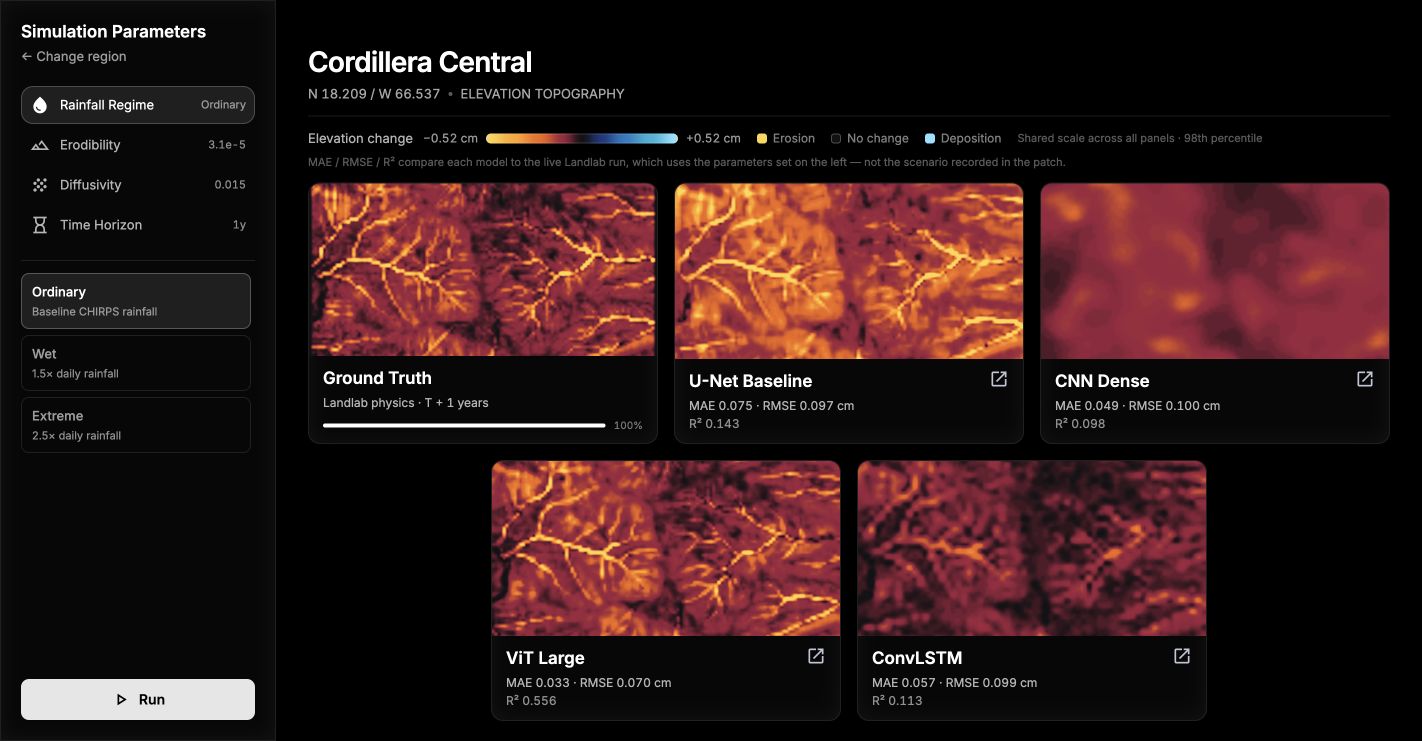 Simulation Parameters
← Change region
Rainfall Regime Ordinary
Erodibility 3.1e-5
Diffusivity 0.015
Time Horizon 1y
Ordinary
Baseline CHIRPS rainfall
Wet
1.5× daily rainfall
Extreme
2.5× daily rainfall
Run
Cordillera Central
N 18.209 / W 66.537 • ELEVATION TOPOGRAPHY
Elevation change −0.52 cm +0.52 cm Erosion No change Deposition Shared scale across all panels · 98th percentile
MAE / RMSE / R² compare each model to the live Landlab run, which uses the parameters set on the left — not the scenario recorded in the patch.
Ground Truth
Landlab physics · T + 1 years
100%
U-Net Baseline
MAE 0.075 · RMSE 0.097 cm
R² 0.143
CNN Dense
MAE 0.049 · RMSE 0.100 cm
R² 0.098
ViT Large
MAE 0.033 · RMSE 0.070 cm
R² 0.556
ConvLSTM
MAE 0.057 · RMSE 0.099 cm
R² 0.113